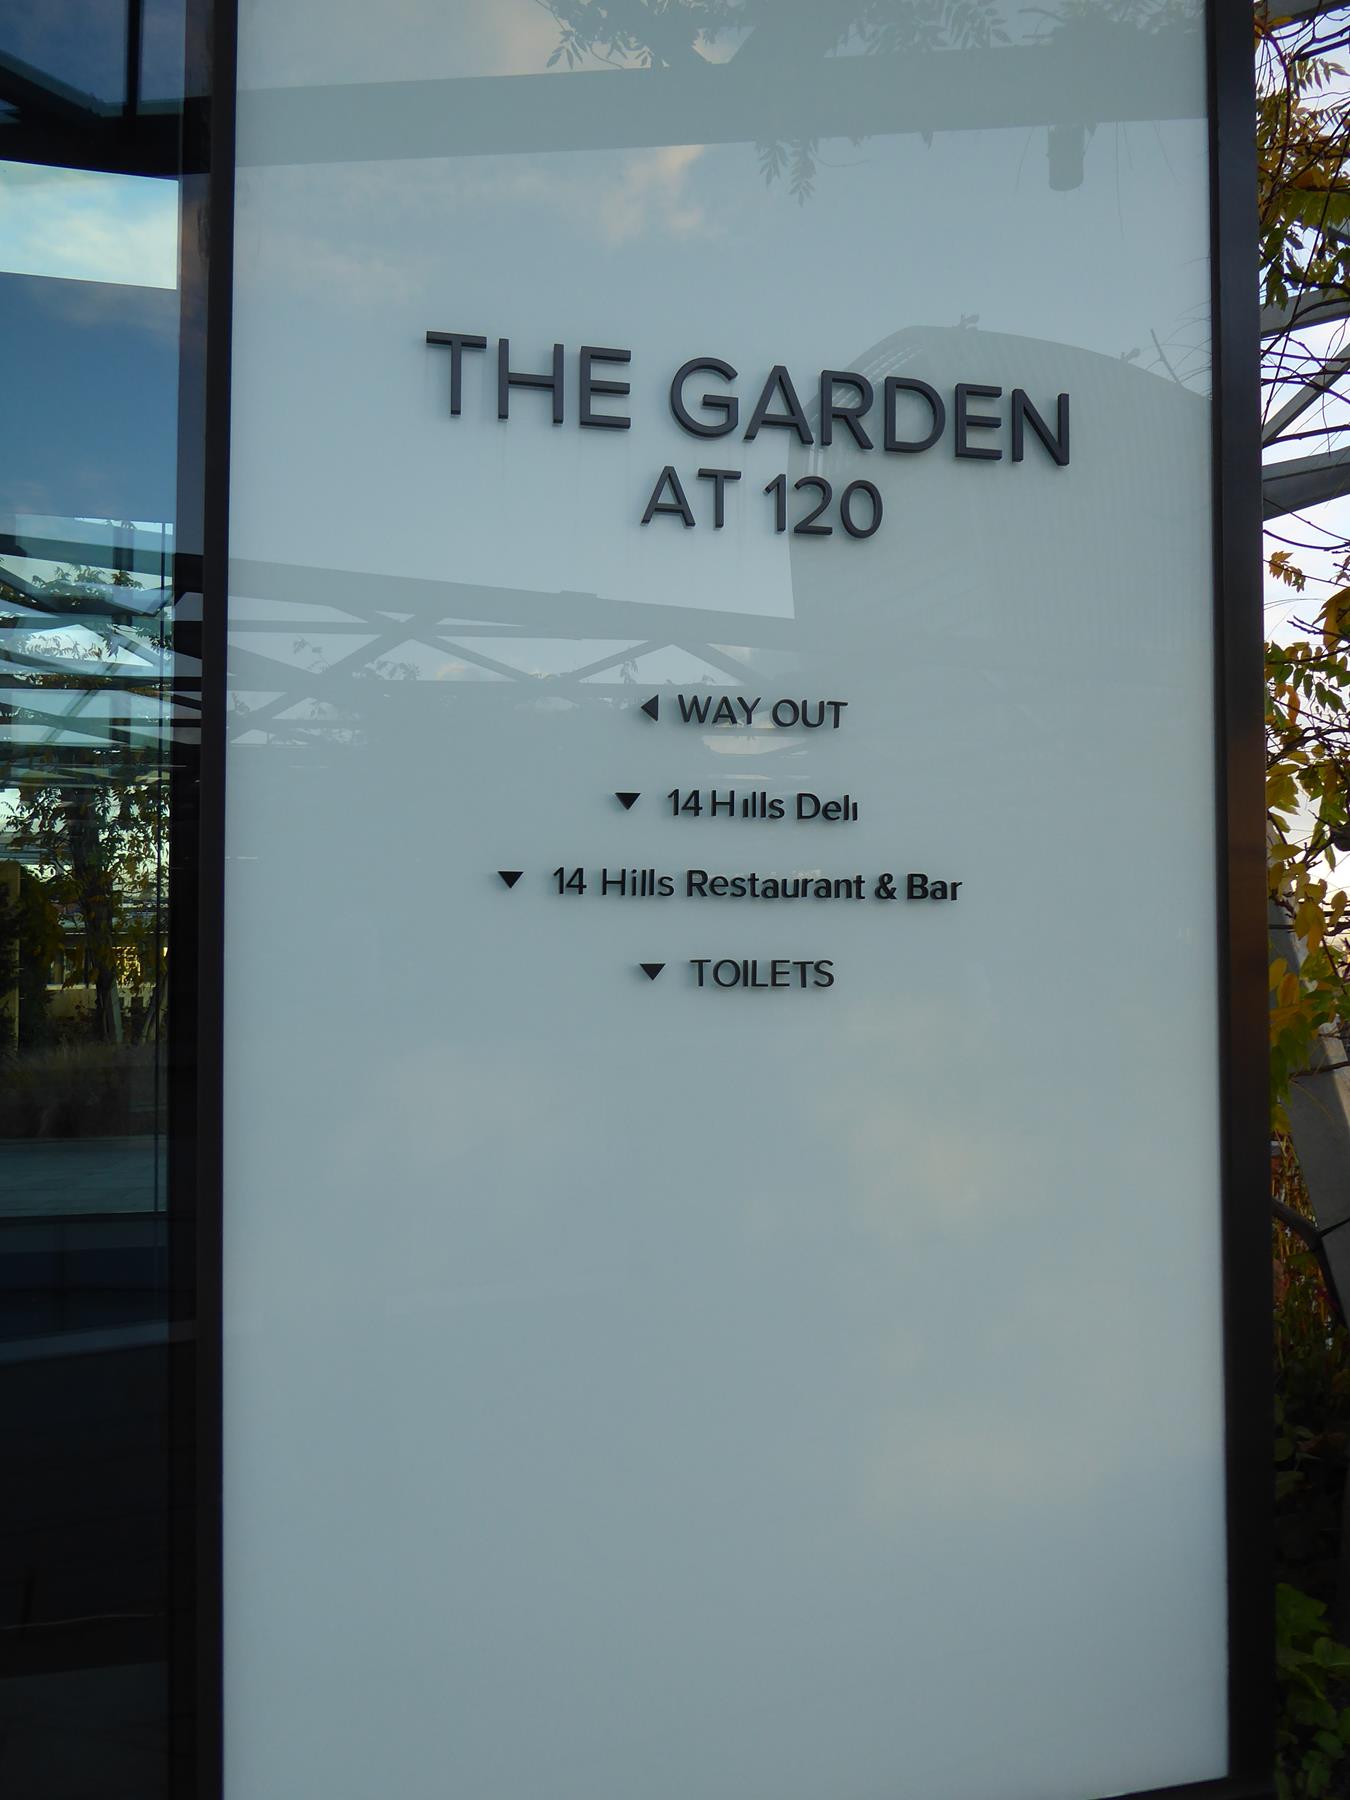 THE GARDEN
AT 120
◀ WAY OUT
▼ 14 Hills Deli
▼ 14 Hills Restaurant & Bar
▼ TOILETS